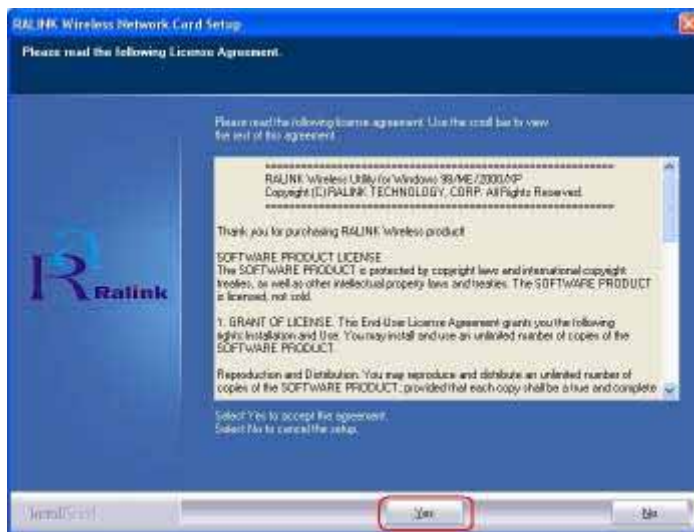 RALINK Wireless Network Card Setup
Please read the following License Agreement.
Please read the following license agreement. Use the scroll bar to view
the rest of this agreement.
RALINK Wireless Utility for Windows 98/ME/2000/XP
Copyright (C) RALINK TECHNOLOGY, CORP. All Rights Reserved.
Thank you for purchasing RALINK Wireless product!
SOFTWARE PRODUCT LICENSE
The SOFTWARE PRODUCT is protected by copyright laws and international copyright
treaties, as well as other intellectual property laws and treaties. The SOFTWARE PRODUCT
is licensed, not sold.
1. GRANT OF LICENSE. This End-User License Agreement grants you the following
rights: Installation and Use. You may install and use an unlimited number of copies of the
SOFTWARE PRODUCT.
Reproduction and Distribution. You may reproduce and distribute an unlimited number of
copies of the SOFTWARE PRODUCT; provided that each copy shall be a true and complete
Ralink
Select Yes to accept the agreement.
Select No to cancel the setup.
InstallShield
Yes
No